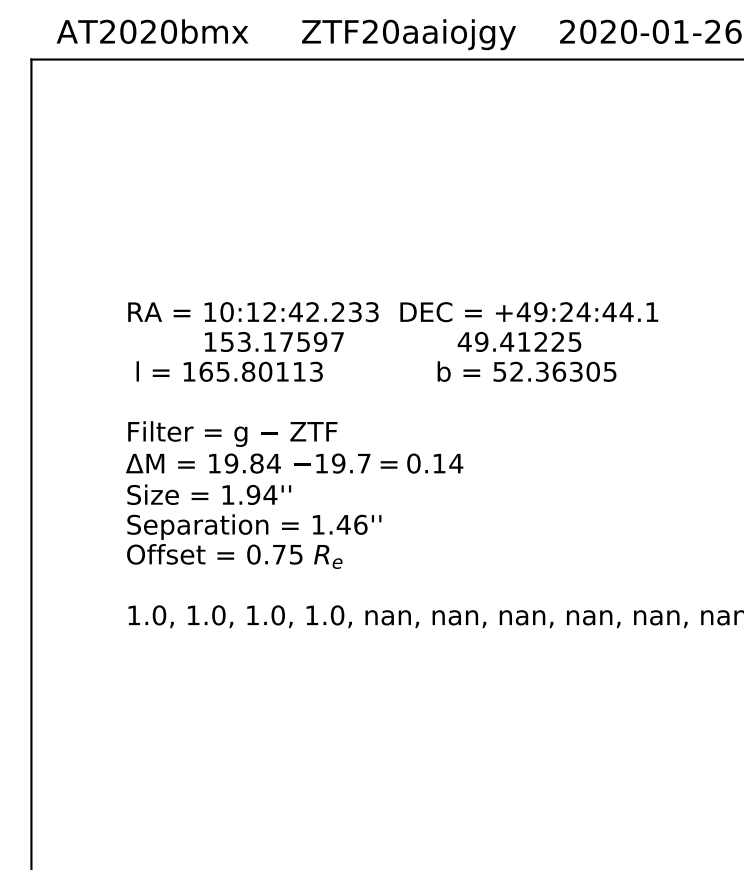 AT2020bmx ZTF20aaiojgy 2020-01-26
RA = 10:12:42.233 DEC = +49:24:44.1
153.17597 49.41225
l = 165.80113 b = 52.36305
Filter = g − ZTF
ΔM = 19.84 −19.7 = 0.14
Size = 1.94''
Separation = 1.46''
Offset = 0.75 Rₑ
1.0, 1.0, 1.0, 1.0, nan, nan, nan, nan, nan, nan